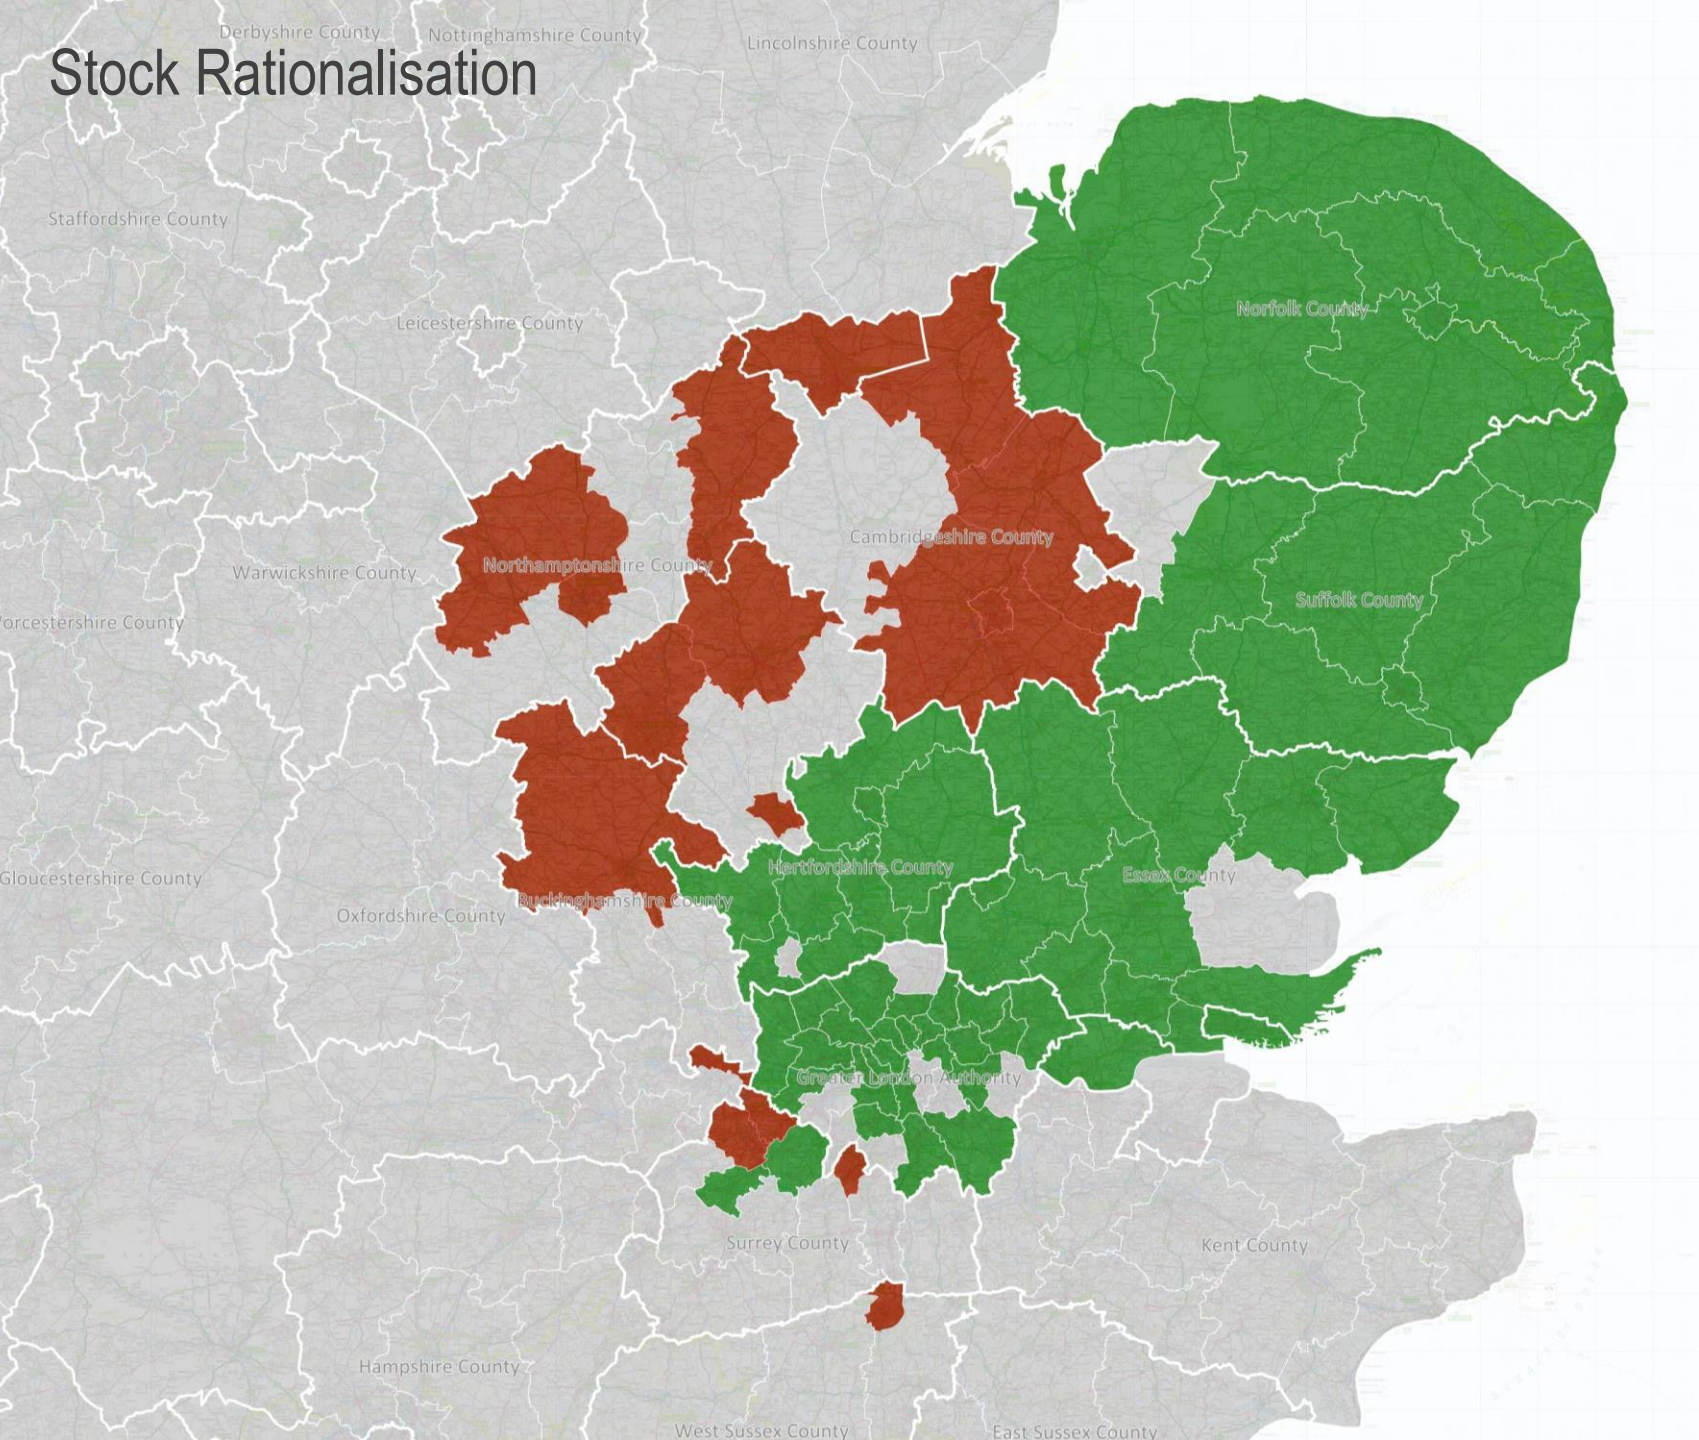 Derbyshire County
Nottinghamshire County
Lincolnshire County
Stock Rationalisation
Staffordshire County
Norfolk County
Leicestershire County
Cambridgeshire County
Northamptonshire County
Warwickshire County
Suffolk County
orcestershire County
Hertfordshire County
Essex County
Gloucestershire County
Buckinghamshire County
Oxfordshire County
Greater London Authority
Surrey County
Kent County
Hampshire County
West Sussex County
East Sussex County